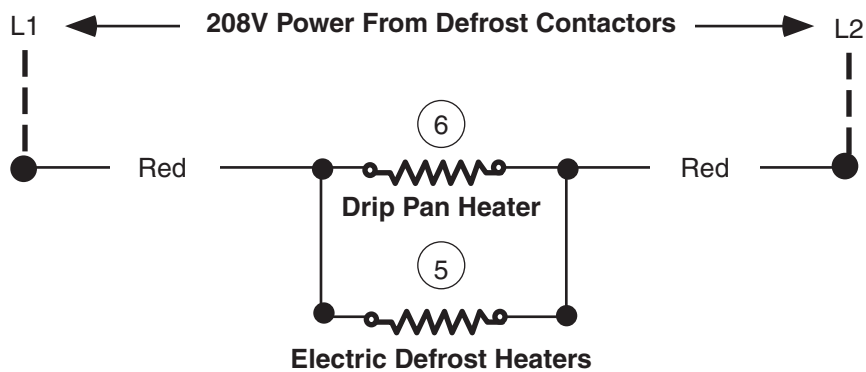 L1 208V Power From Defrost Contactors L2
6
Red Red
Drip Pan Heater
5
Electric Defrost Heaters